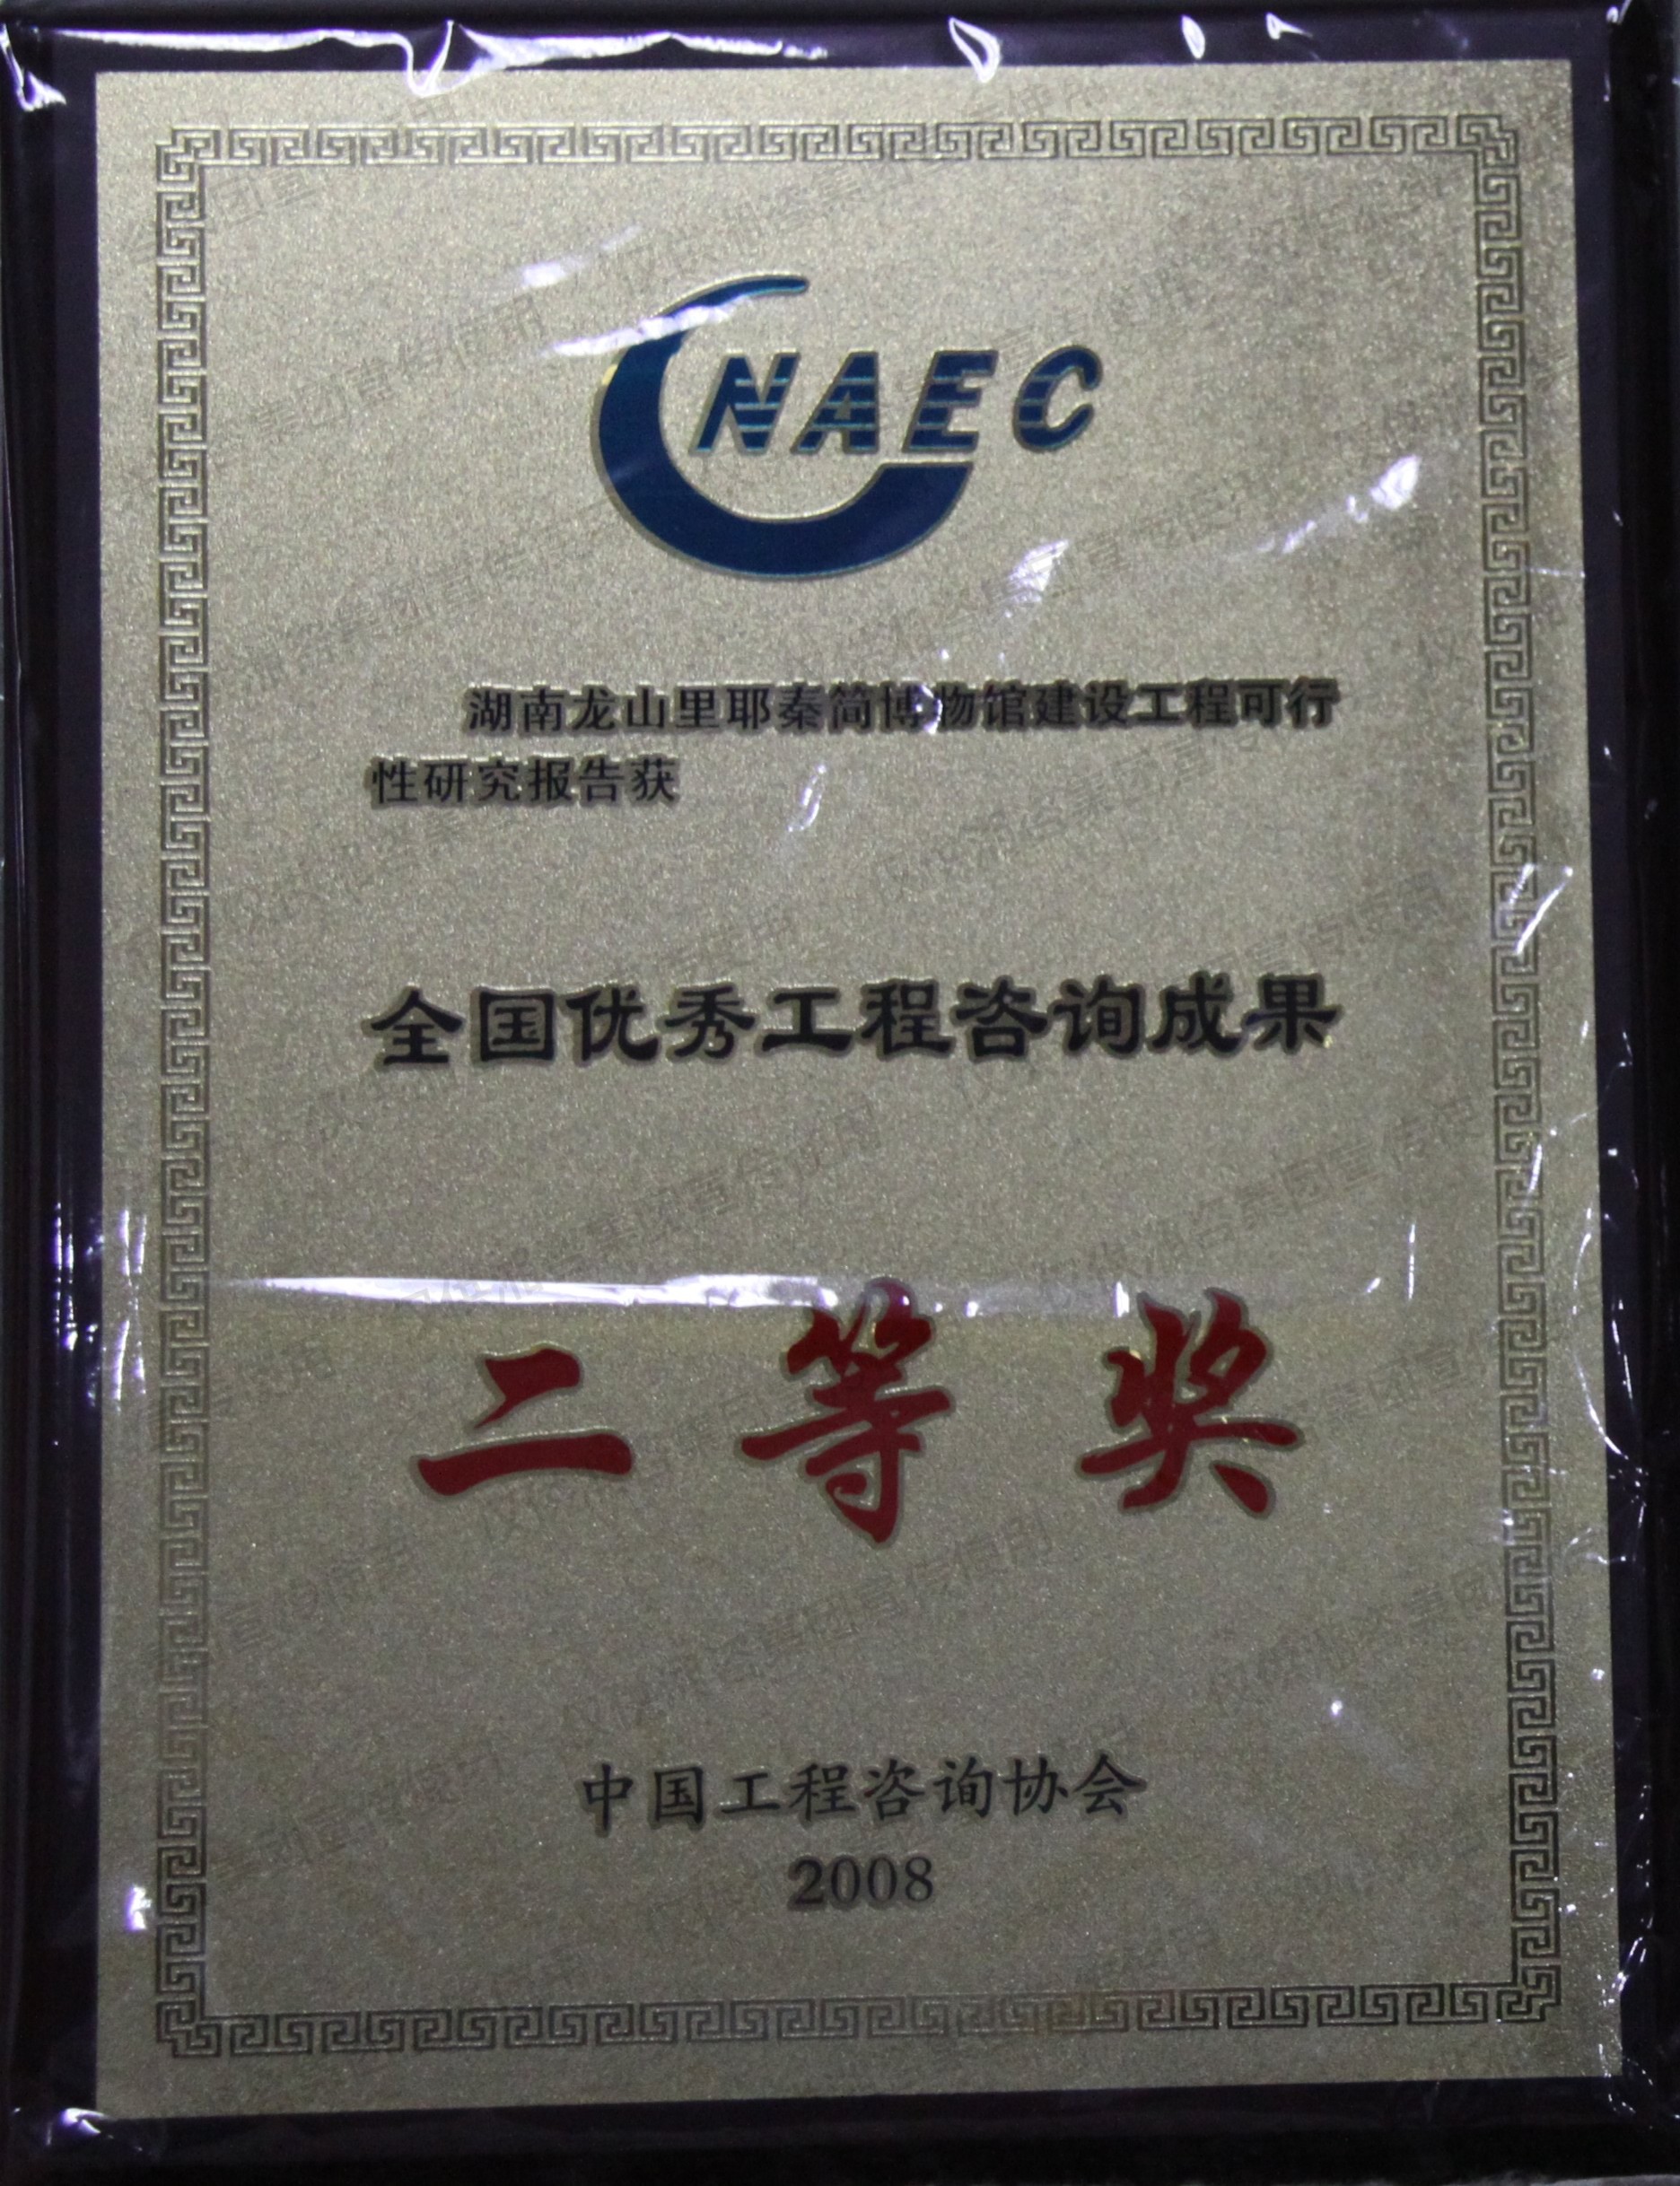 CNAEC
湖南龙山里耶秦简博物馆建设工程可行
性研究报告获
全国优秀工程咨询成果
二等奖
中国工程咨询协会
2008